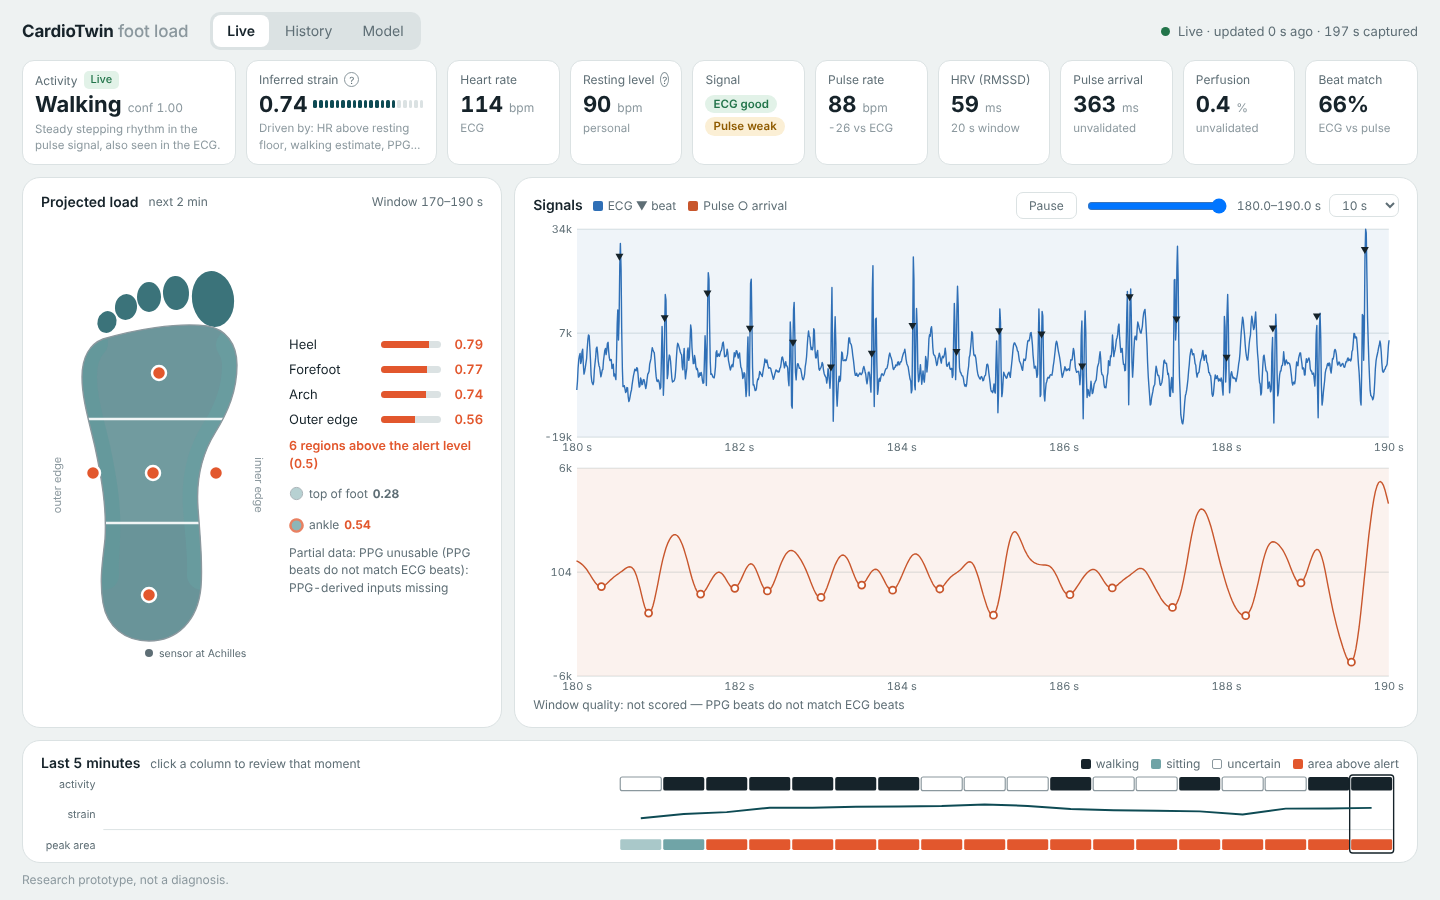 CardioTwin foot load
Live
History
Model
Live · updated 0 s ago · 197 s captured
Activity Live
Walking conf 1.00
Steady stepping rhythm in the
pulse signal, also seen in the ECG.
Inferred strain ?
0.74
Driven by: HR above resting
floor, walking estimate, PPG...
Heart rate
114 bpm
ECG
Resting level ?
90 bpm
personal
Signal
ECG good
Pulse weak
Pulse rate
88 bpm
-26 vs ECG
HRV (RMSSD)
59 ms
20 s window
Pulse arrival
363 ms
unvalidated
Perfusion
0.4 %
unvalidated
Beat match
66%
ECG vs pulse
Projected load next 2 min
Window 170–190 s
outer edge
inner edge
sensor at Achilles
Heel 0.79
Forefoot 0.77
Arch 0.74
Outer edge 0.56
6 regions above the alert level
(0.5)
top of foot 0.28
ankle 0.54
Partial data: PPG unusable (PPG
beats do not match ECG beats):
PPG-derived inputs missing
Signals ECG ▼ beat Pulse O arrival
Pause
180.0–190.0 s
10 s
34k
7k
-19k
180 s 182 s 184 s 186 s 188 s 190 s
6k
104
-6k
180 s 182 s 184 s 186 s 188 s 190 s
Window quality: not scored — PPG beats do not match ECG beats
Last 5 minutes click a column to review that moment
walking sitting uncertain area above alert
activity
strain
peak area
Research prototype, not a diagnosis.